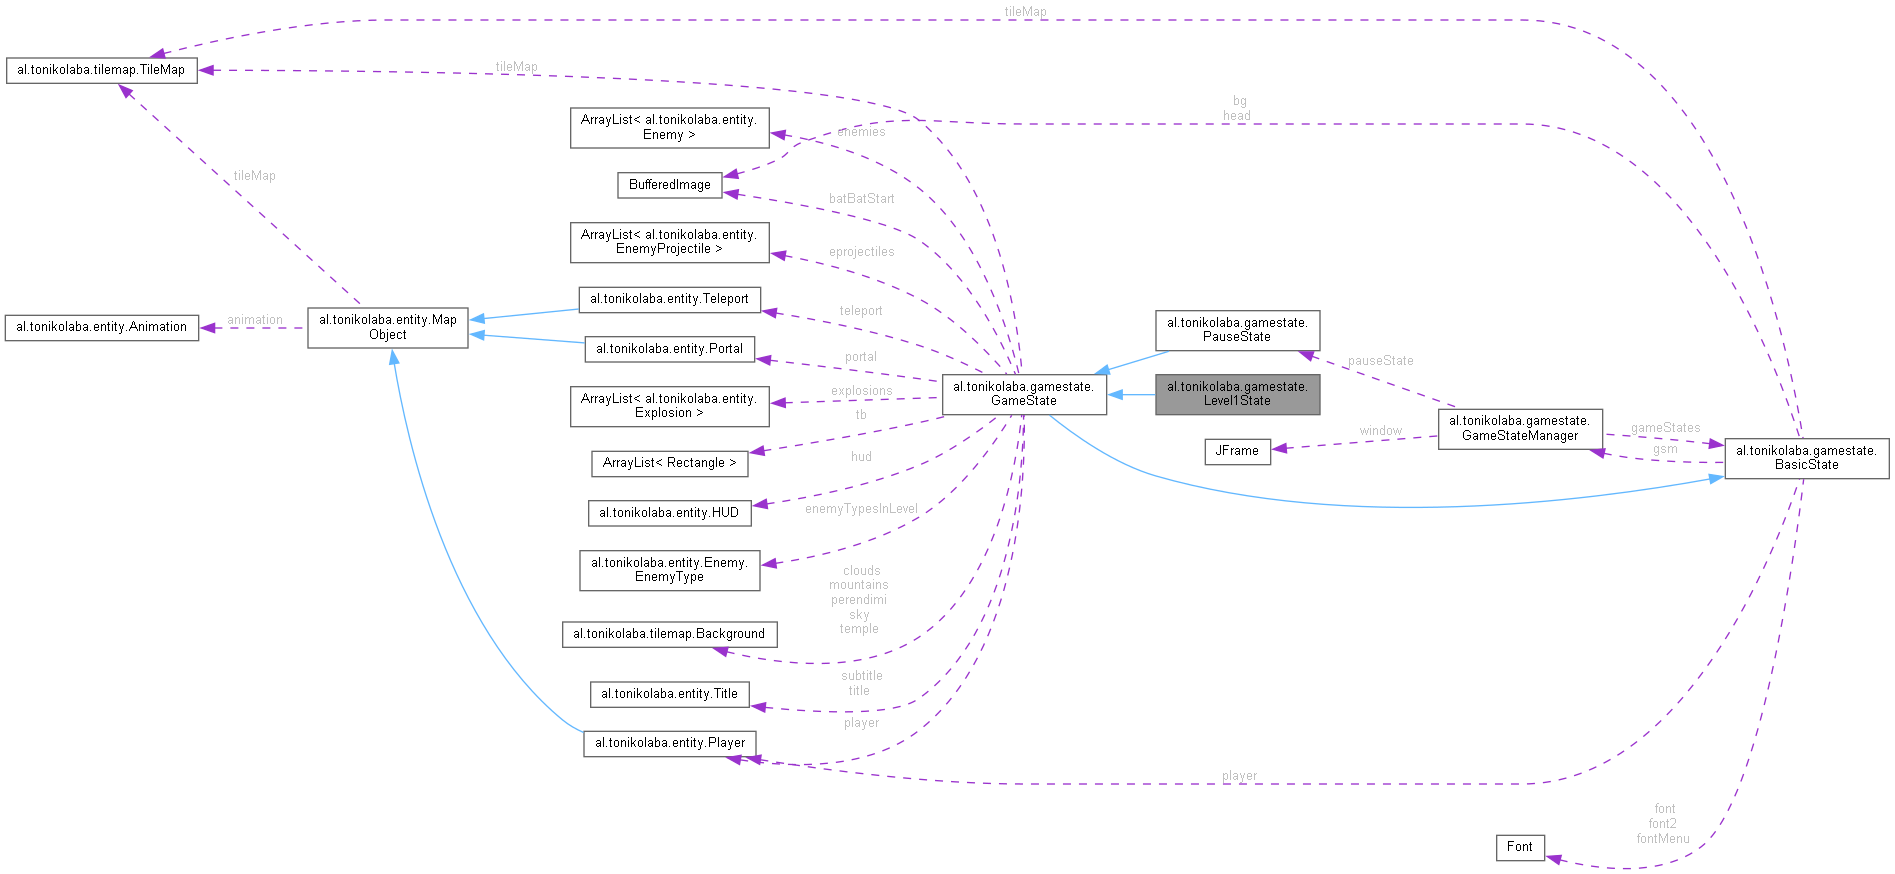 tileMap
al.tonikolaba.tilemap.TileMap
tileMap
bg
head
ArrayList< al.tonikolaba.entity.
Enemy >
enemies
tileMap
BufferedImage
batBatStart
ArrayList< al.tonikolaba.entity.
EnemyProjectile >
eprojectiles
al.tonikolaba.entity.Teleport
teleport
al.tonikolaba.entity.Animation
animation
al.tonikolaba.entity.Map
Object
al.tonikolaba.entity.Portal
portal
al.tonikolaba.gamestate.
PauseState
pauseState
ArrayList< al.tonikolaba.entity.
Explosion >
explosions
al.tonikolaba.gamestate.
GameState
al.tonikolaba.gamestate.
Level1State
tb
ArrayList< Rectangle >
hud
JFrame
window
al.tonikolaba.gamestate.
GameStateManager
gameStates
gsm
al.tonikolaba.gamestate.
BasicState
al.tonikolaba.entity.HUD
enemyTypesInLevel
al.tonikolaba.entity.Enemy.
EnemyType
clouds
mountains
perendimi
sky
temple
al.tonikolaba.tilemap.Background
subtitle
title
al.tonikolaba.entity.Title
player
al.tonikolaba.entity.Player
player
font
font2
fontMenu
Font